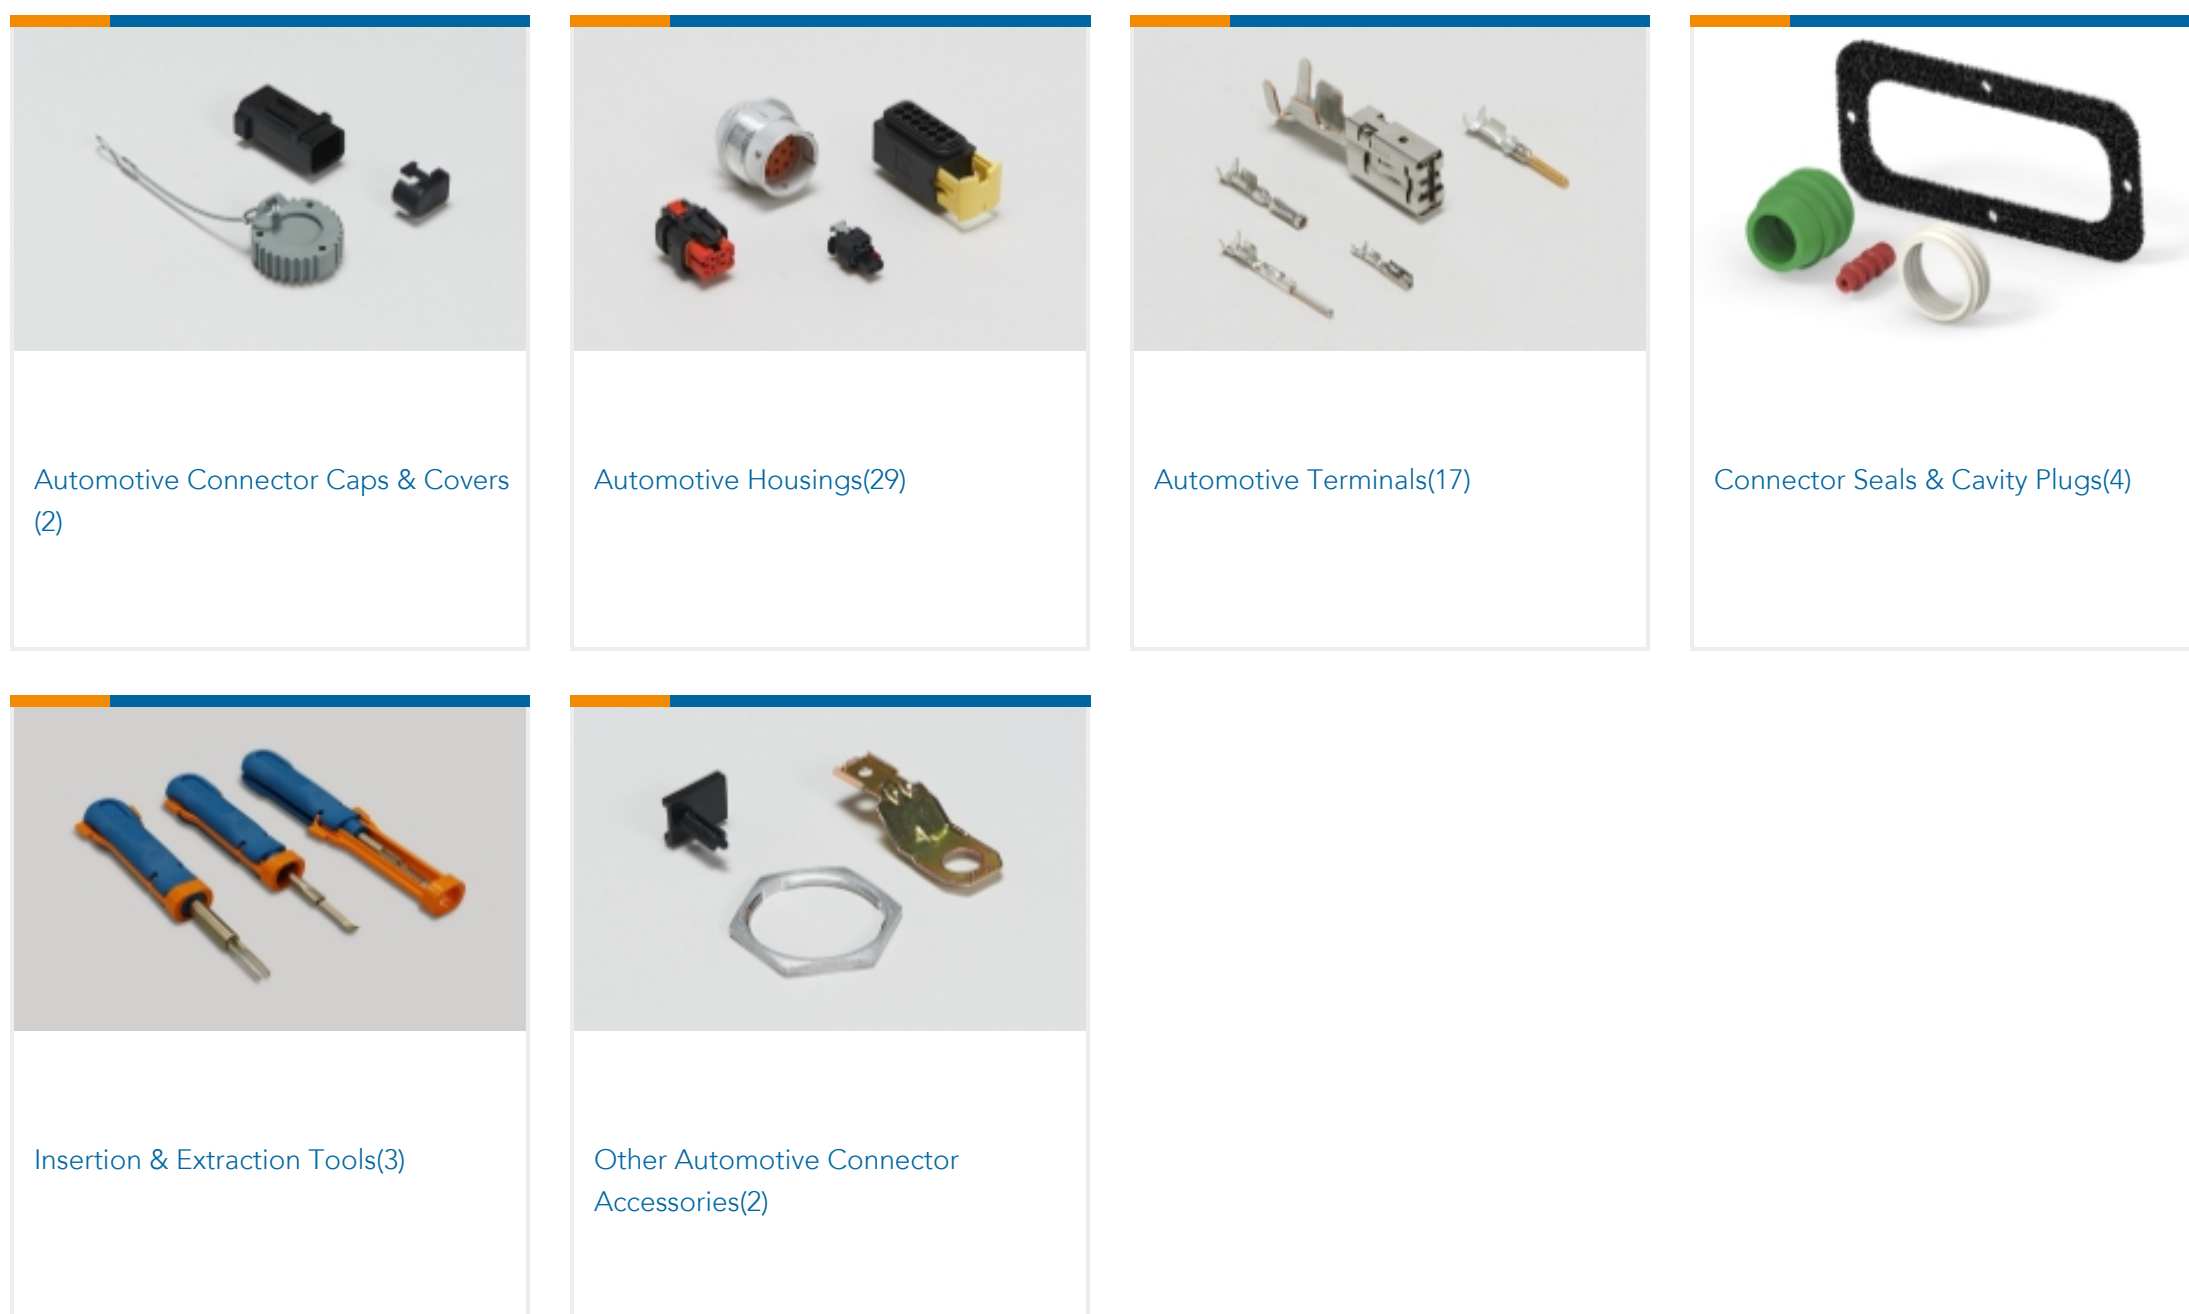 Automotive Connector Caps & Covers
(2)
Automotive Housings(29)
Automotive Terminals(17)
Connector Seals & Cavity Plugs(4)
Insertion & Extraction Tools(3)
Other Automotive Connector
Accessories(2)